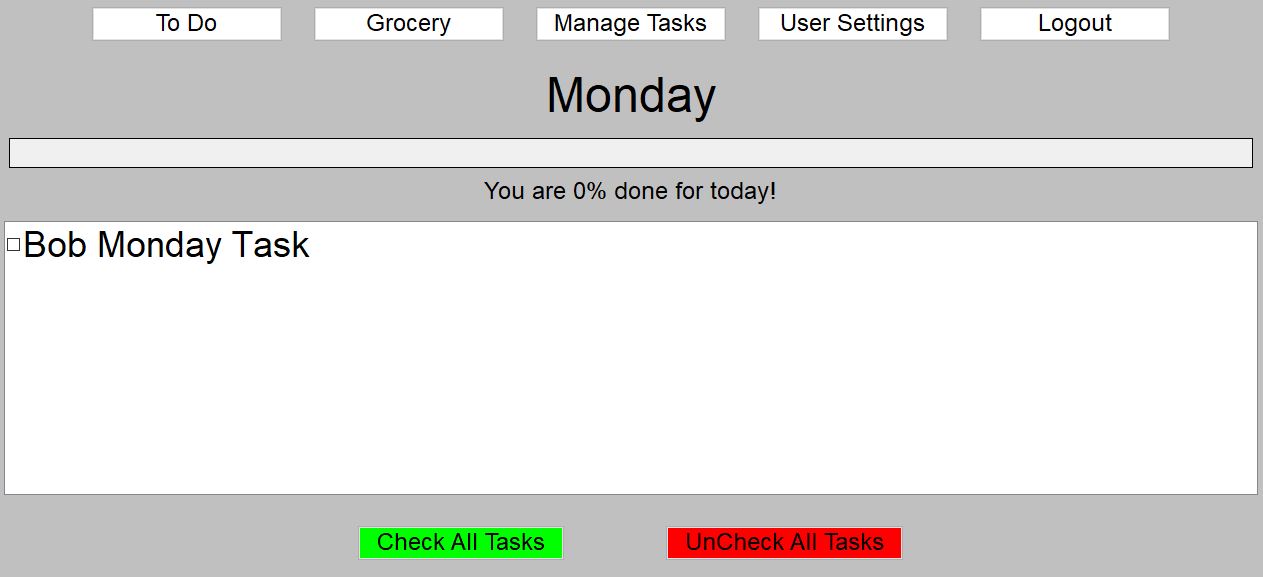 To Do Grocery Manage Tasks User Settings Logout
Monday
You are 0% done for today!
Bob Monday Task
Check All Tasks UnCheck All Tasks